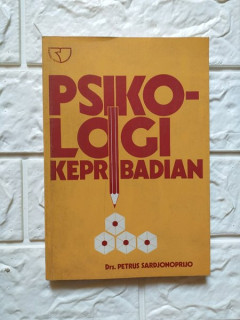 PSIKO-
LOGI
KEPRIBADIAN
Drs. PETRUS SARDJONOPRIJO